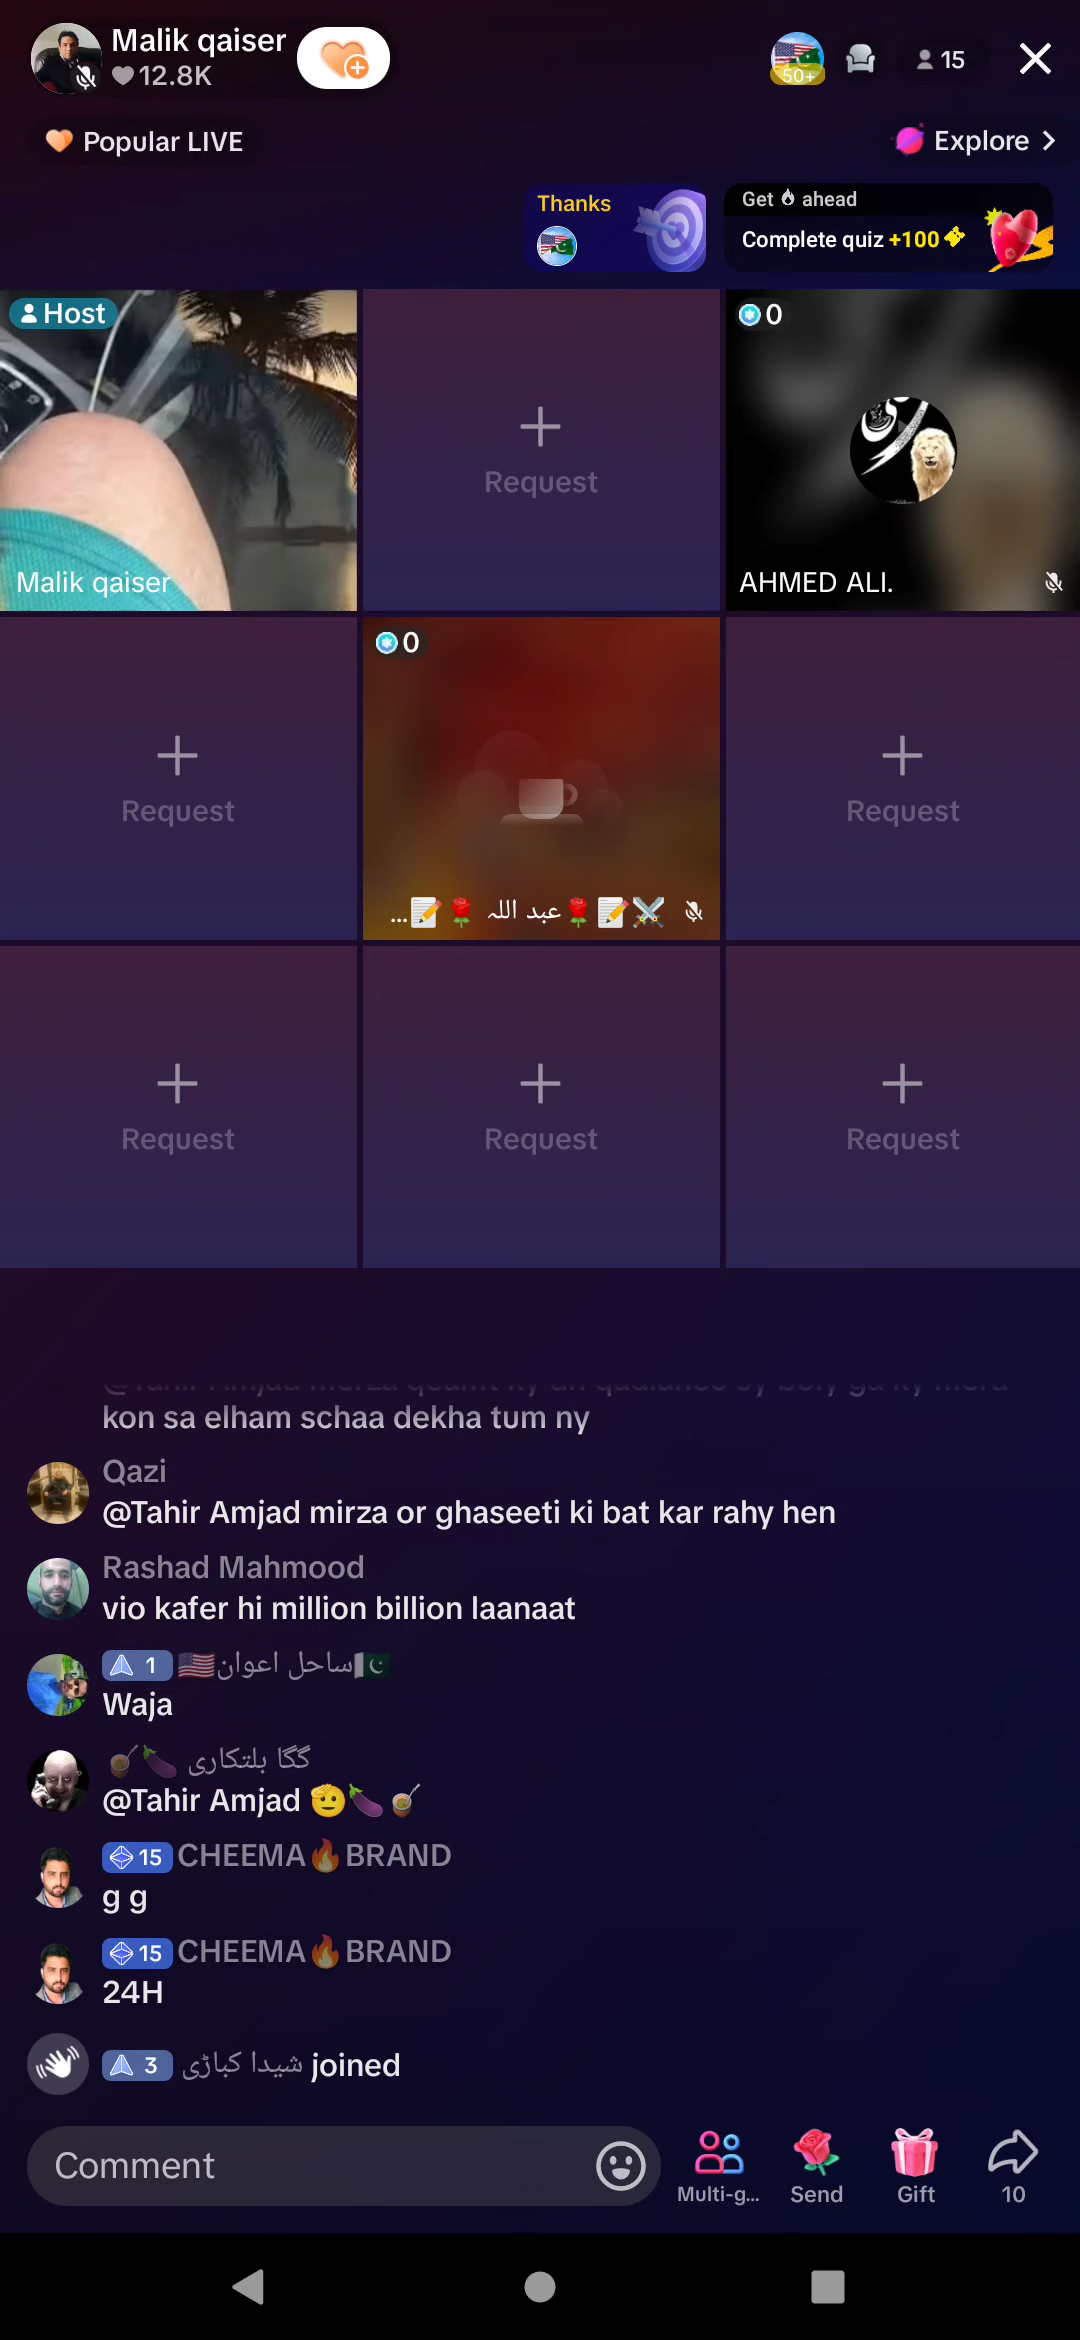 Malik qaiser
12.8K
50+
15
Popular LIVE
Explore
Thanks
Get 🔥 ahead
Complete quiz +100
Host
Malik qaiser
Request
0
AHMED ALI.
Request
0
⚔️📝🌹عبد اللہ 🌹📝...
Request
Request
Request
Request
kon sa elham schaa dekha tum ny
Qazi
@Tahir Amjad mirza or ghaseeti ki bat kar rahy hen
Rashad Mahmood
vio kafer hi million billion laanaat
1 🇺🇸ساحل اعوان🇵🇰
Waja
گگا بلتکاری 🍆🥃
@Tahir Amjad 🫡🍆
15 CHEEMA🔥BRAND
g g
15 CHEEMA🔥BRAND
24H
3 شیدا کباڑی joined
Comment
Multi-g...
Send
Gift
10